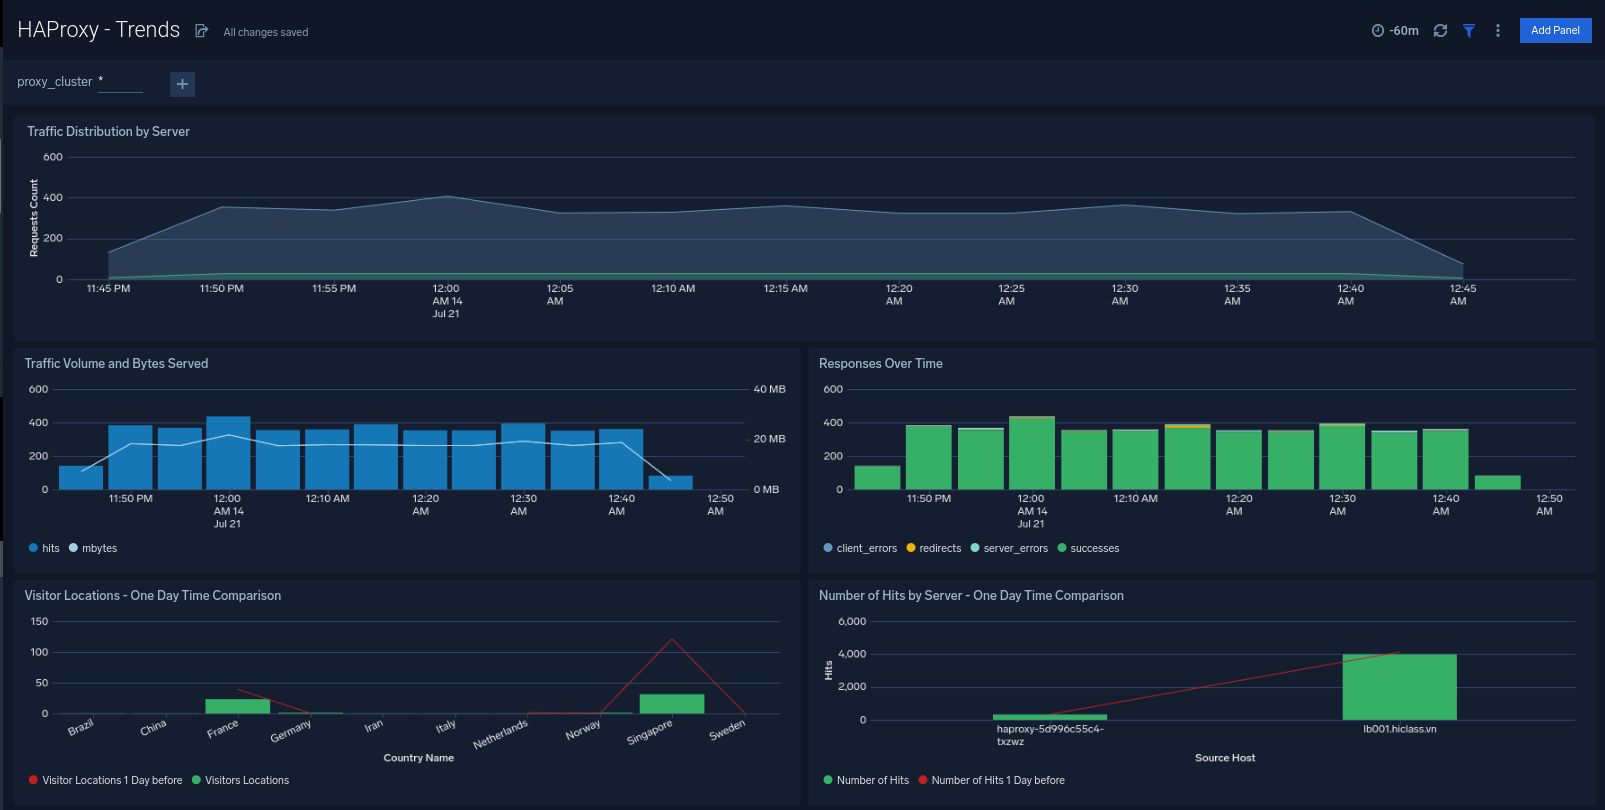 HAProxy - Trends
All changes saved
-60m
Add Panel
proxy_cluster *
+
Traffic Distribution by Server
600
400
200
0
Requests Count
11:45 PM 11:50 PM 11:55 PM 12:00 12:05 12:10 AM 12:15 AM 12:20 12:25 12:30 12:35 12:40 12:45
AM 14 AM AM AM AM AM AM AM
Jul 21
Traffic Volume and Bytes Served
600
400
200
0
40 MB
20 MB
0 MB
11:50 PM 12:00 12:10 AM 12:20 12:30 12:40 12:50
AM 14 AM AM AM AM
Jul 21
hits mbytes
Responses Over Time
600
400
200
0
11:50 PM 12:00 12:10 AM 12:20 12:30 12:40 12:50
AM 14 AM AM AM AM
Jul 21
client_errors redirects server_errors successes
Visitor Locations - One Day Time Comparison
150
100
50
0
Brazil China France Germany Iran Italy Netherlands Norway Singapore Sweden
Country Name
Visitor Locations 1 Day before Visitors Locations
Number of Hits by Server - One Day Time Comparison
6,000
4,000
2,000
0
Hits
haproxy-5d996c55c4- lb001.hiclass.vn
txzwz
Source Host
Number of Hits Number of Hits 1 Day before